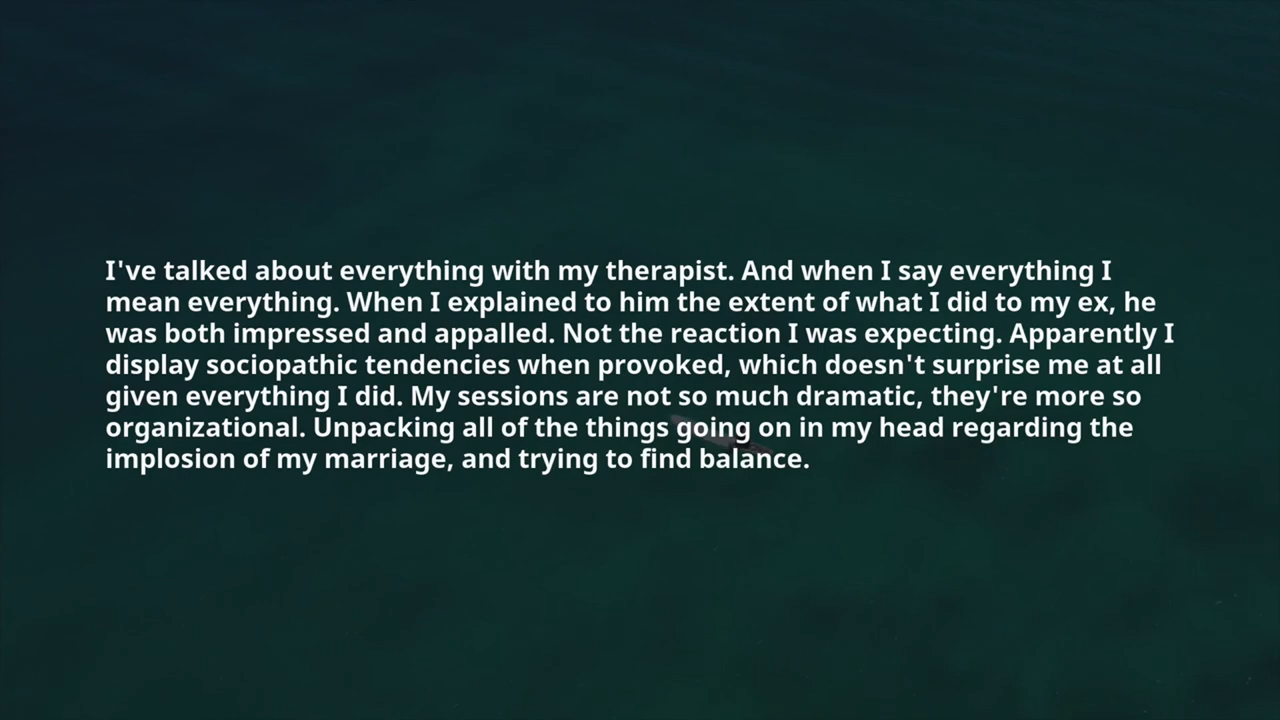 I've talked about everything with my therapist. And when I say everything I
mean everything. When I explained to him the extent of what I did to my ex, he
was both impressed and appalled. Not the reaction I was expecting. Apparently I
display sociopathic tendencies when provoked, which doesn't surprise me at all
given everything I did. My sessions are not so much dramatic, they're more so
organizational. Unpacking all of the things going on in my head regarding the
implosion of my marriage, and trying to find balance.